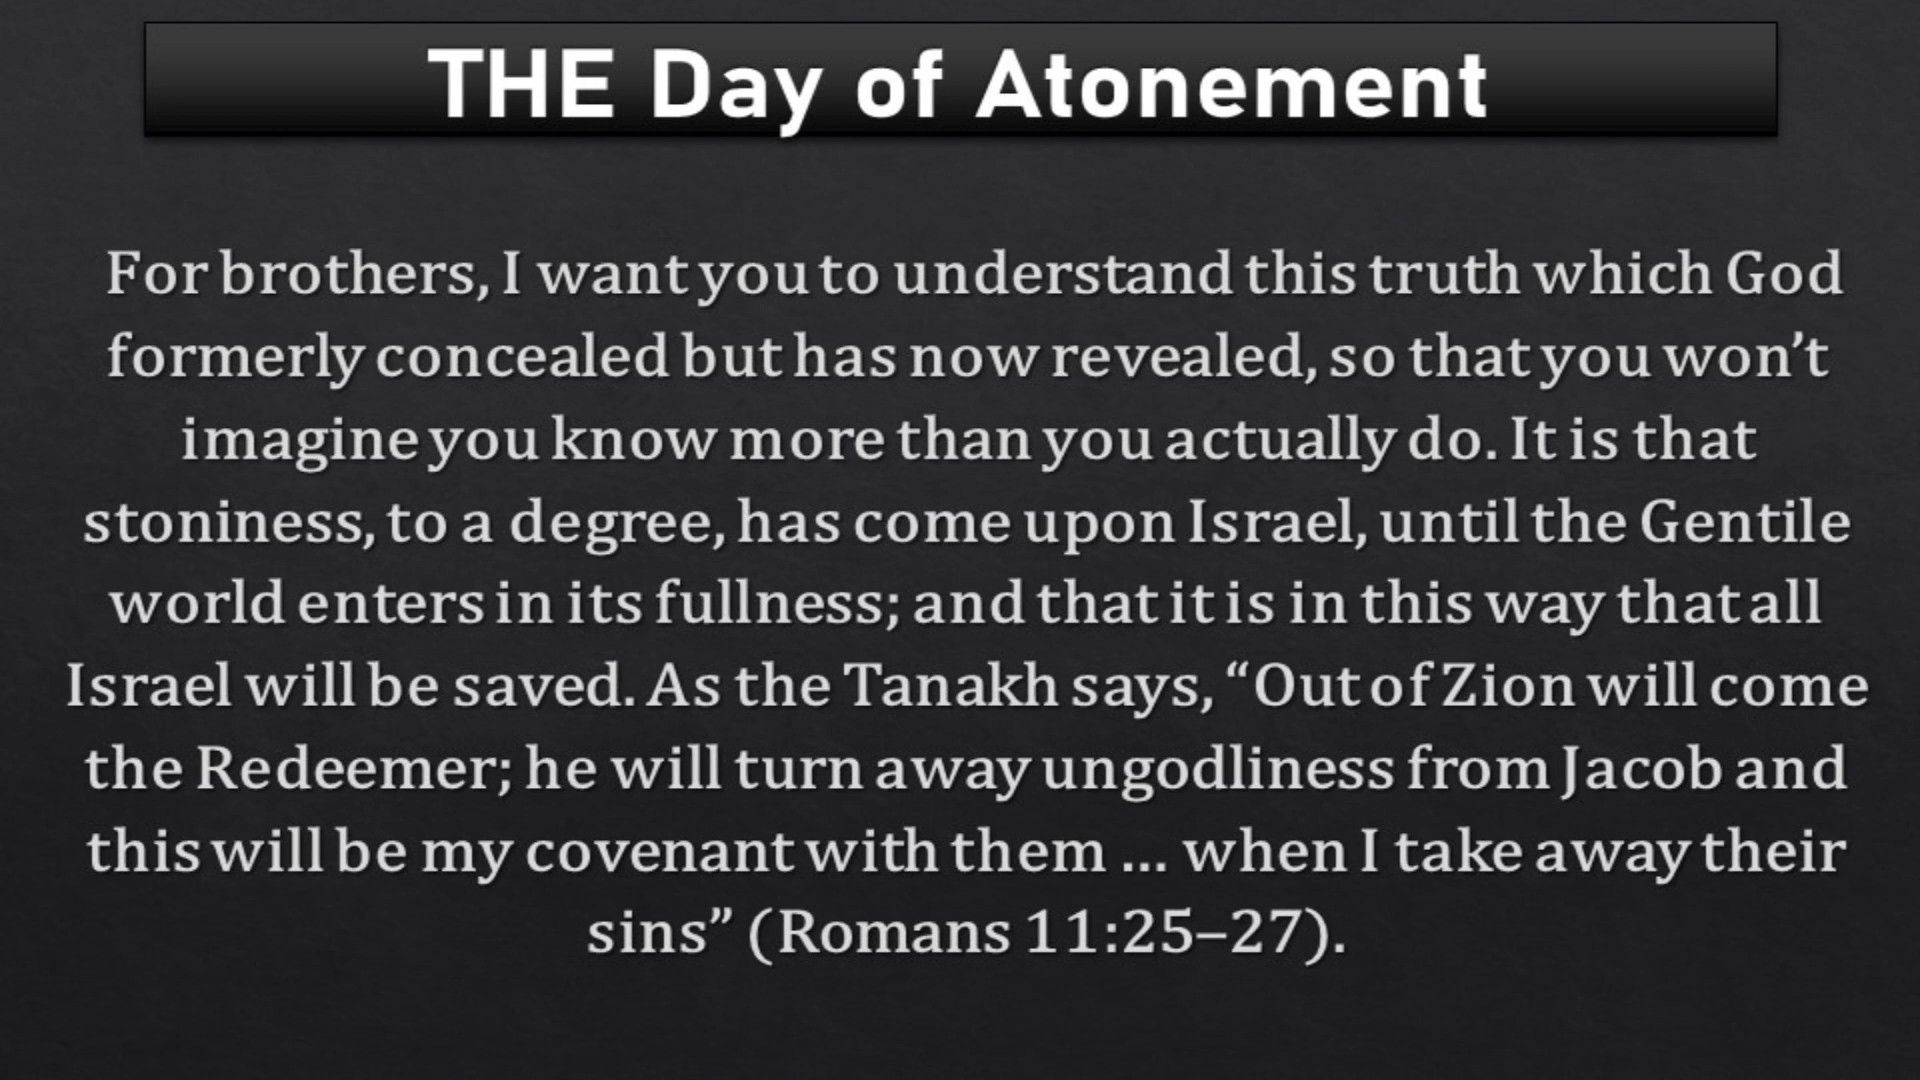 THE Day of Atonement
For brothers, I want you to understand this truth which God
formerly concealed but has now revealed, so that you won’t
imagine you know more than you actually do. It is that
stoniness, to a degree, has come upon Israel, until the Gentile
world enters in its fullness; and that it is in this way that all
Israel will be saved. As the Tanakh says, “Out of Zion will come
the Redeemer; he will turn away ungodliness from Jacob and
this will be my covenant with them ... when I take away their
sins” (Romans 11:25–27).